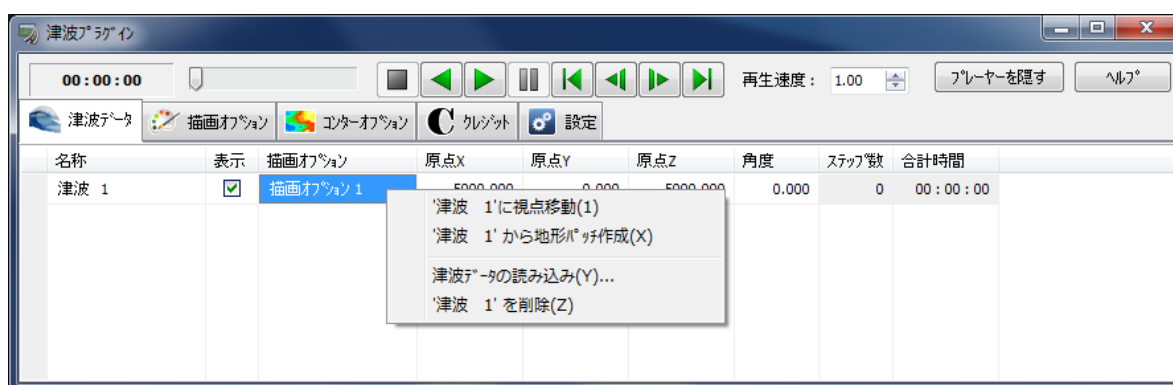 津波プラグイン
00:00:00 再生速度: 1.00 プレーヤーを隠す ヘルプ
津波データ 描画オプション コンターオプション クレジット 設定
名称 表示 描画オプション 原点X 原点Y 原点Z 角度 ステップ数 合計時間
津波 1 描画オプション 1 5000.000 0.000 5000.000 0.000 0 00:00:00
'津波 1'に視点移動(1)
'津波 1' から地形パッチ作成(X)
津波データの読み込み(Y)...
'津波 1' を削除(Z)